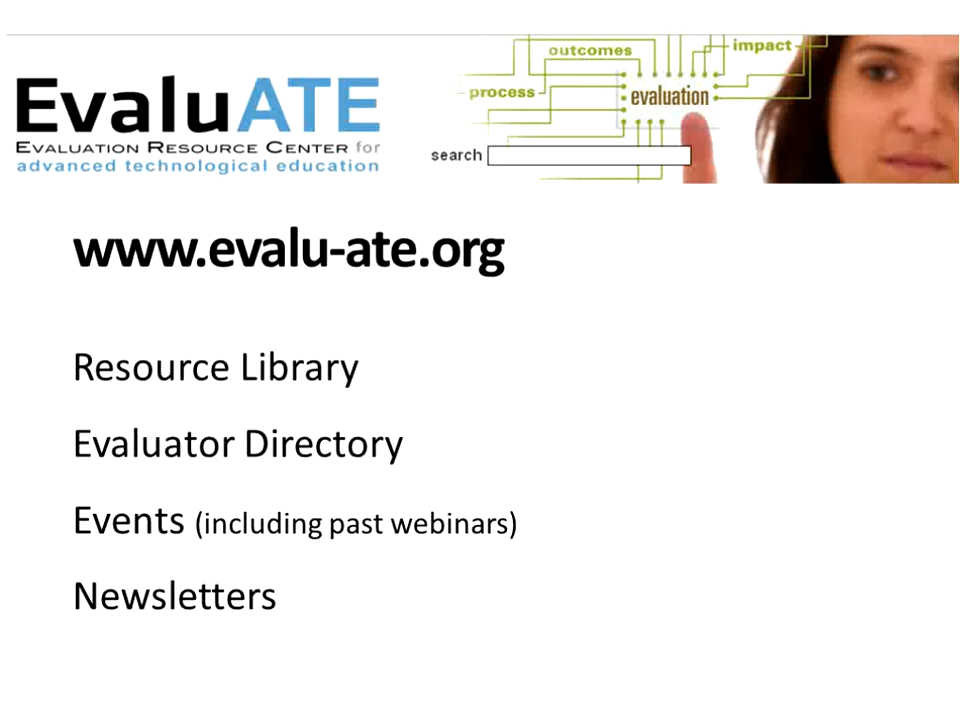 outcomes
impact
process
evaluation
EvaluATE
EVALUATION RESOURCE CENTER for
advanced technological education
search
www.evalu-ate.org
Resource Library
Evaluator Directory
Events (including past webinars)
Newsletters